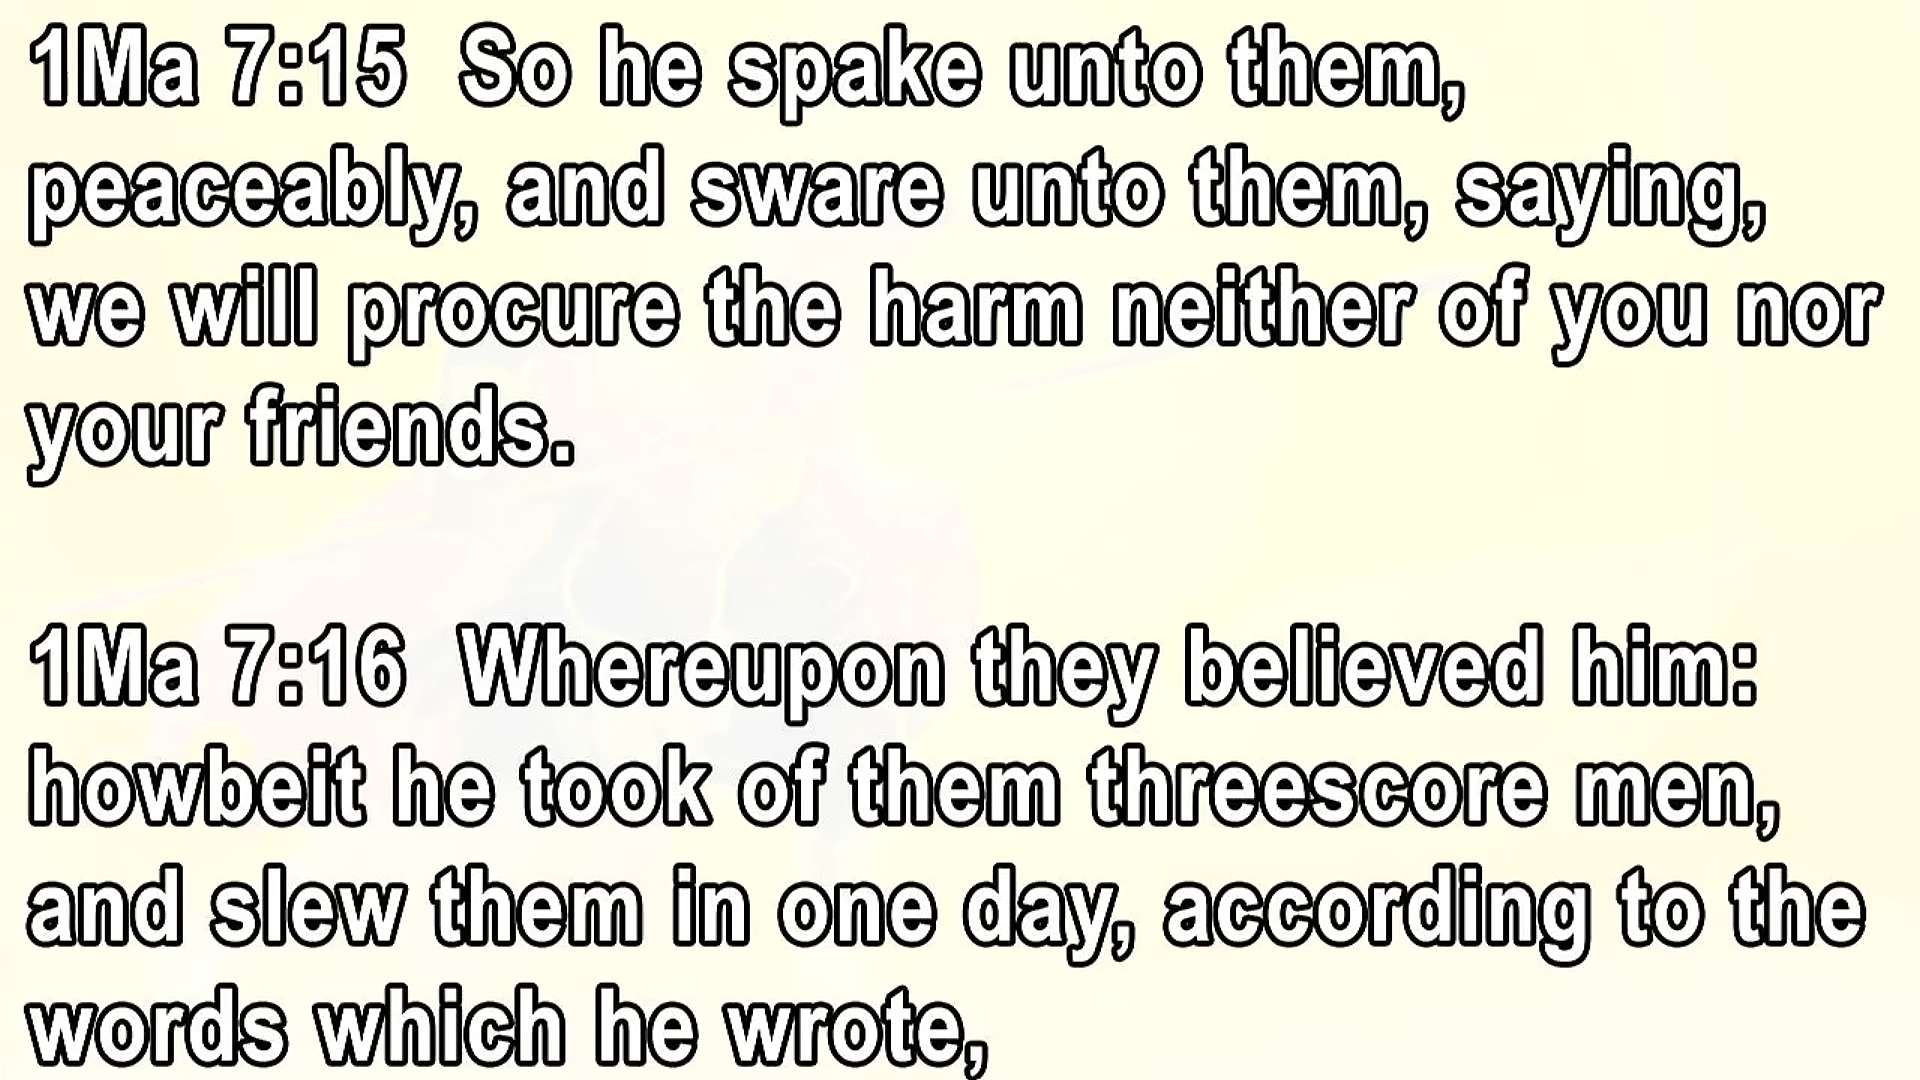 1Ma 7:15  So he spake unto them,
peaceably, and sware unto them, saying,
we will procure the harm neither of you nor
your friends.
1Ma 7:16  Whereupon they believed him:
howbeit he took of them threescore men,
and slew them in one day, according to the
words which he wrote,